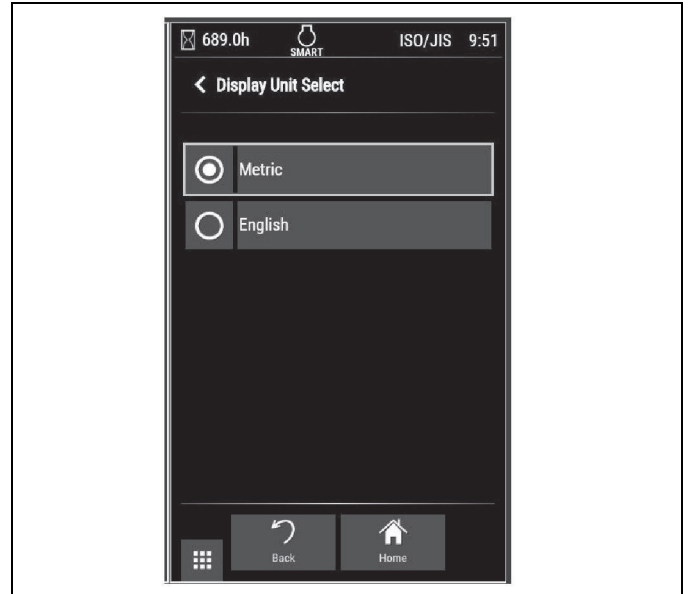 689.0h SMART ISO/JIS 9:51
Display Unit Select
Metric
English
Back Home